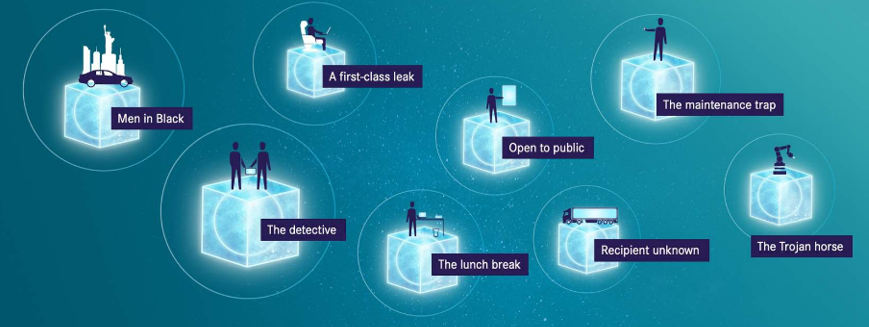 Men in Black
A first-class leak
The maintenance trap
Open to public
The detective
The lunch break
Recipient unknown
The Trojan horse